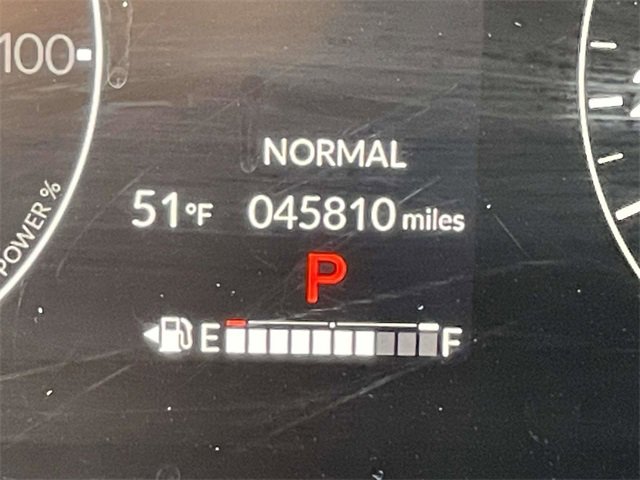 100
POWER %
NORMAL
51°F 045810 miles
P
E F